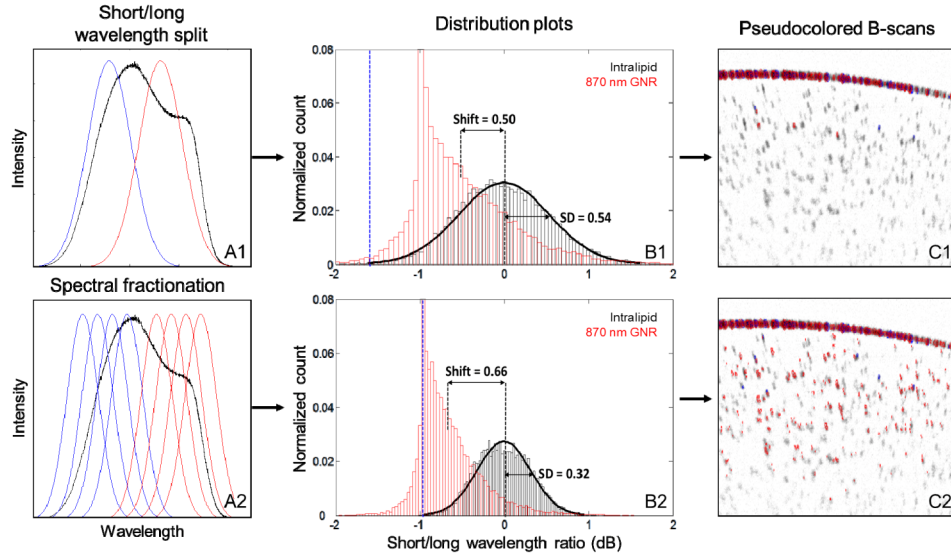 Short/long
wavelength split
Distribution plots
Pseudocolored B-scans
Intensity
A1
Normalized count
0.08
0.06
0.04
0.02
0
-2
-1
0
1
2
Intralipid
870 nm GNR
Shift = 0.50
SD = 0.54
B1
C1
Spectral fractionation
Intensity
Wavelength
A2
Normalized count
0.08
0.06
0.04
0.02
0
-2
-1
0
1
2
Short/long wavelength ratio (dB)
Intralipid
870 nm GNR
Shift = 0.66
SD = 0.32
B2
C2